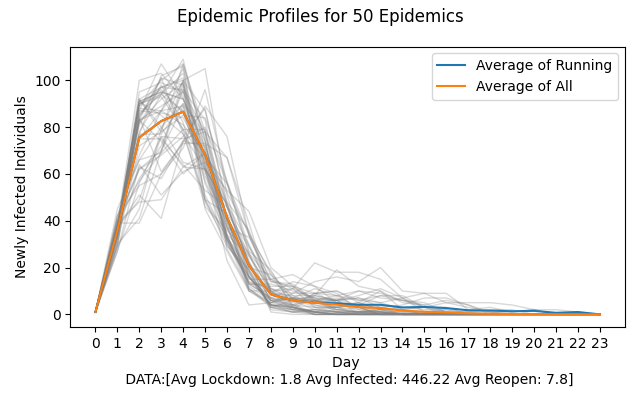 Epidemic Profiles for 50 Epidemics
Average of Running
Average of All
Newly Infected Individuals
100
80
60
40
20
0
0 1 2 3 4 5 6 7 8 9 10 11 12 13 14 15 16 17 18 19 20 21 22 23
Day
DATA:[Avg Lockdown: 1.8 Avg Infected: 446.22 Avg Reopen: 7.8]